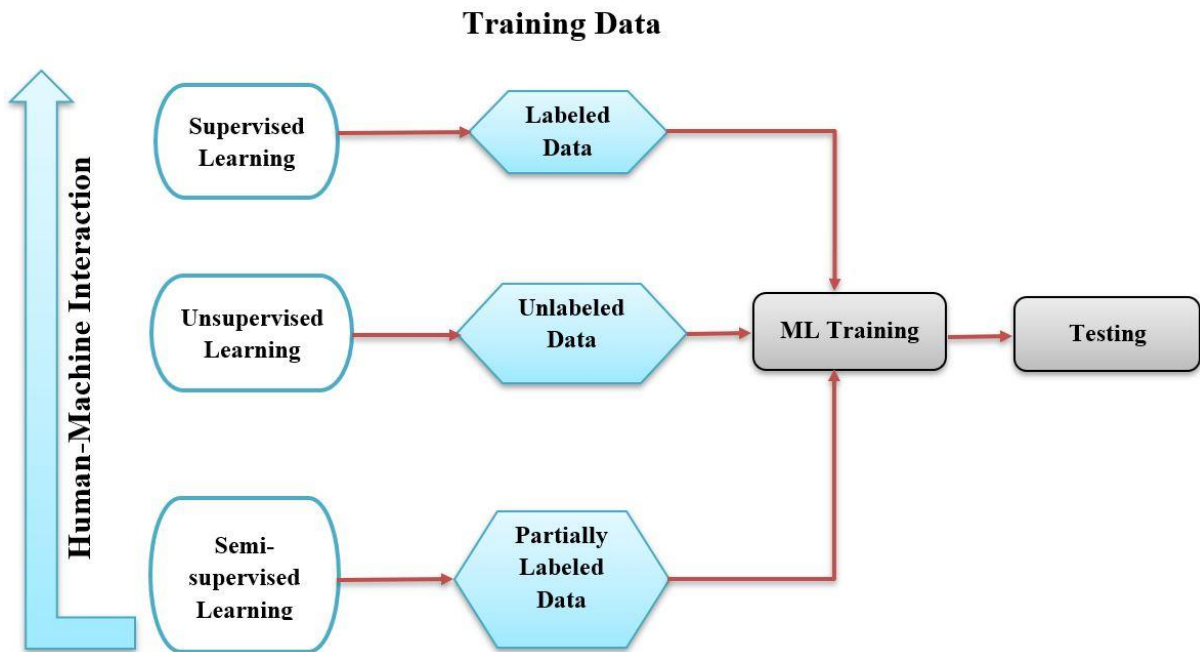 Training Data
Human-Machine Interaction
Supervised
Learning
Labeled
Data
Unsupervised
Learning
Unlabeled
Data
ML Training
Testing
Semi-
supervised
Learning
Partially
Labeled
Data